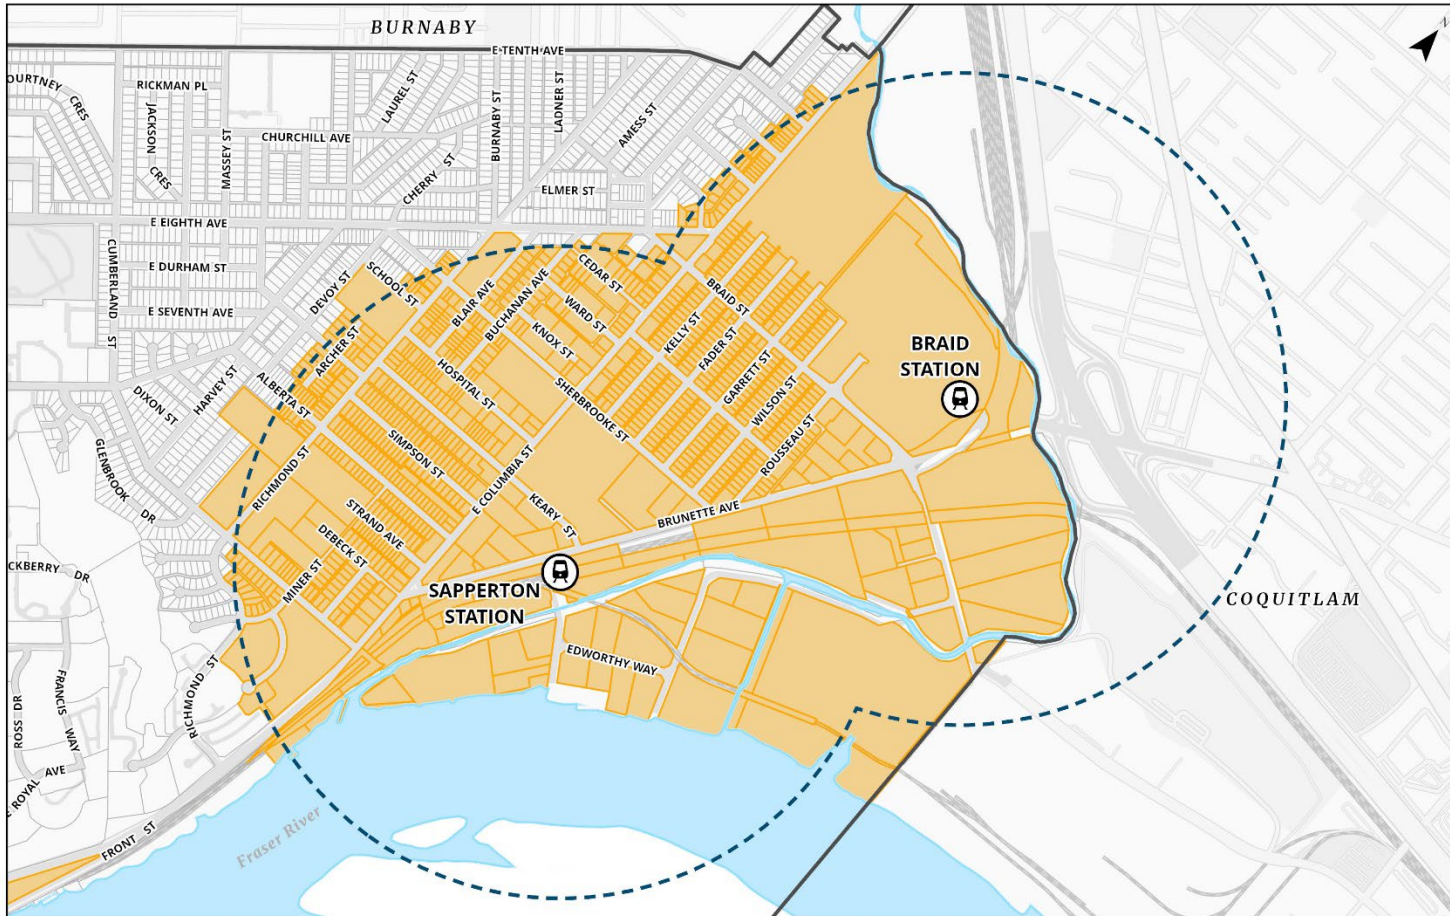 BURNABY
N
E TENTH AVE
OURTNEY
CRES
RICKMAN PL
JACKSON
CRES
MASSEY ST
CHURCHILL AVE
LAUREL ST
CHERRY ST
BURNABY ST
LADNER ST
AMESS ST
ELMER ST
E EIGHTH AVE
CUMBERLAND
ST
E DURHAM ST
E SEVENTH AVE
DEVOY ST
SCHOOL ST
BLAIR AVE
BUCHANAN AVE
CEDAR ST
WARD ST
KNOX ST
BRAID ST
KELLY ST
FADER ST
GARRETT ST
WILSON ST
ROUSSEAU ST
BRAID
STATION
ARCHER ST
ALBERTA ST
HARVEY ST
DIXON ST
GLENBROOK DR
HOSPITAL ST
SHERBROOKE ST
SIMPSON ST
RICHMOND ST
E COLUMBIA ST
KEARY ST
STRAND AVE
DEBECK ST
MINER ST
BRUNETTE AVE
SAPPERTON
STATION
EDWORTHY WAY
COQUITLAM
CKBERRY DR
ROSS DR
FRANCIS
WAY
RICHMOND ST
E ROYAL AVE
FRONT ST
Fraser River